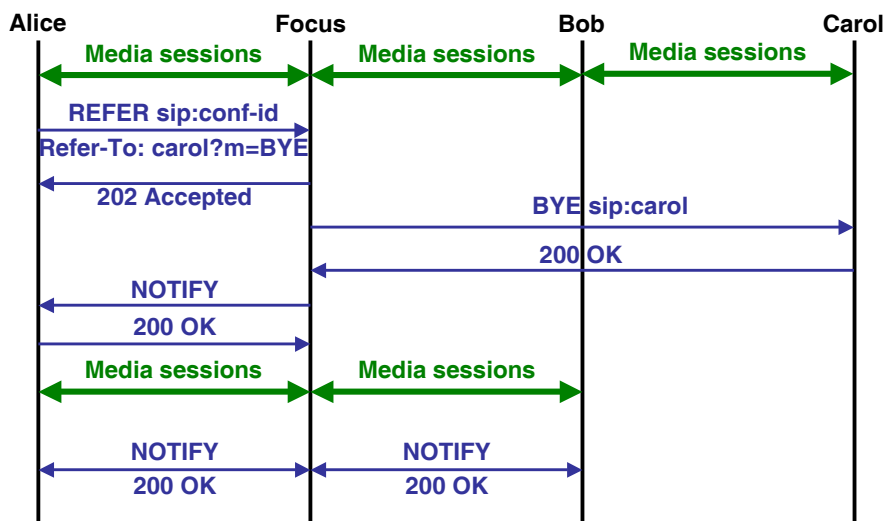 Alice Focus Bob Carol
Media sessions Media sessions Media sessions
REFER sip:conf-id
Refer-To: carol?m=BYE
202 Accepted
BYE sip:carol
200 OK
NOTIFY
200 OK
Media sessions Media sessions
NOTIFY NOTIFY
200 OK 200 OK